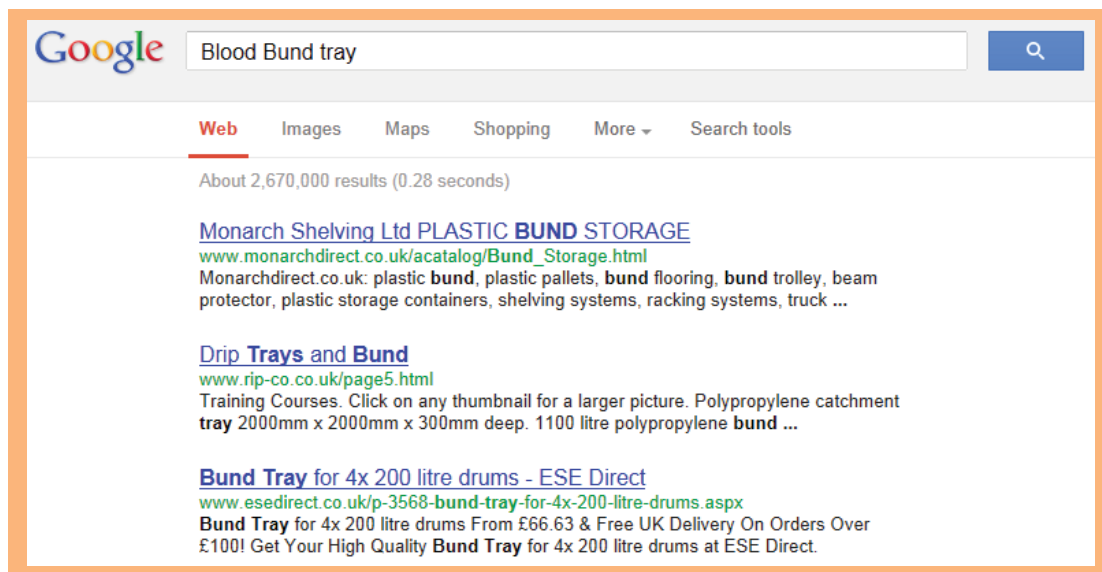 Google Blood Bund tray
Web Images Maps Shopping More Search tools
About 2,670,000 results (0.28 seconds)
Monarch Shelving Ltd PLASTIC BUND STORAGE
www.monarchdirect.co.uk/acatalog/Bund_Storage.html
Monarchdirect.co.uk: plastic bund, plastic pallets, bund flooring, bund trolley, beam
protector, plastic storage containers, shelving systems, racking systems, truck ...
Drip Trays and Bund
www.rip-co.co.uk/page5.html
Training Courses. Click on any thumbnail for a larger picture. Polypropylene catchment
tray 2000mm x 2000mm x 300mm deep. 1100 litre polypropylene bund ...
Bund Tray for 4x 200 litre drums - ESE Direct
www.esedirect.co.uk/p-3568-bund-tray-for-4x-200-litre-drums.aspx
Bund Tray for 4x 200 litre drums From £66.63 & Free UK Delivery On Orders Over
£100! Get Your High Quality Bund Tray for 4x 200 litre drums at ESE Direct.